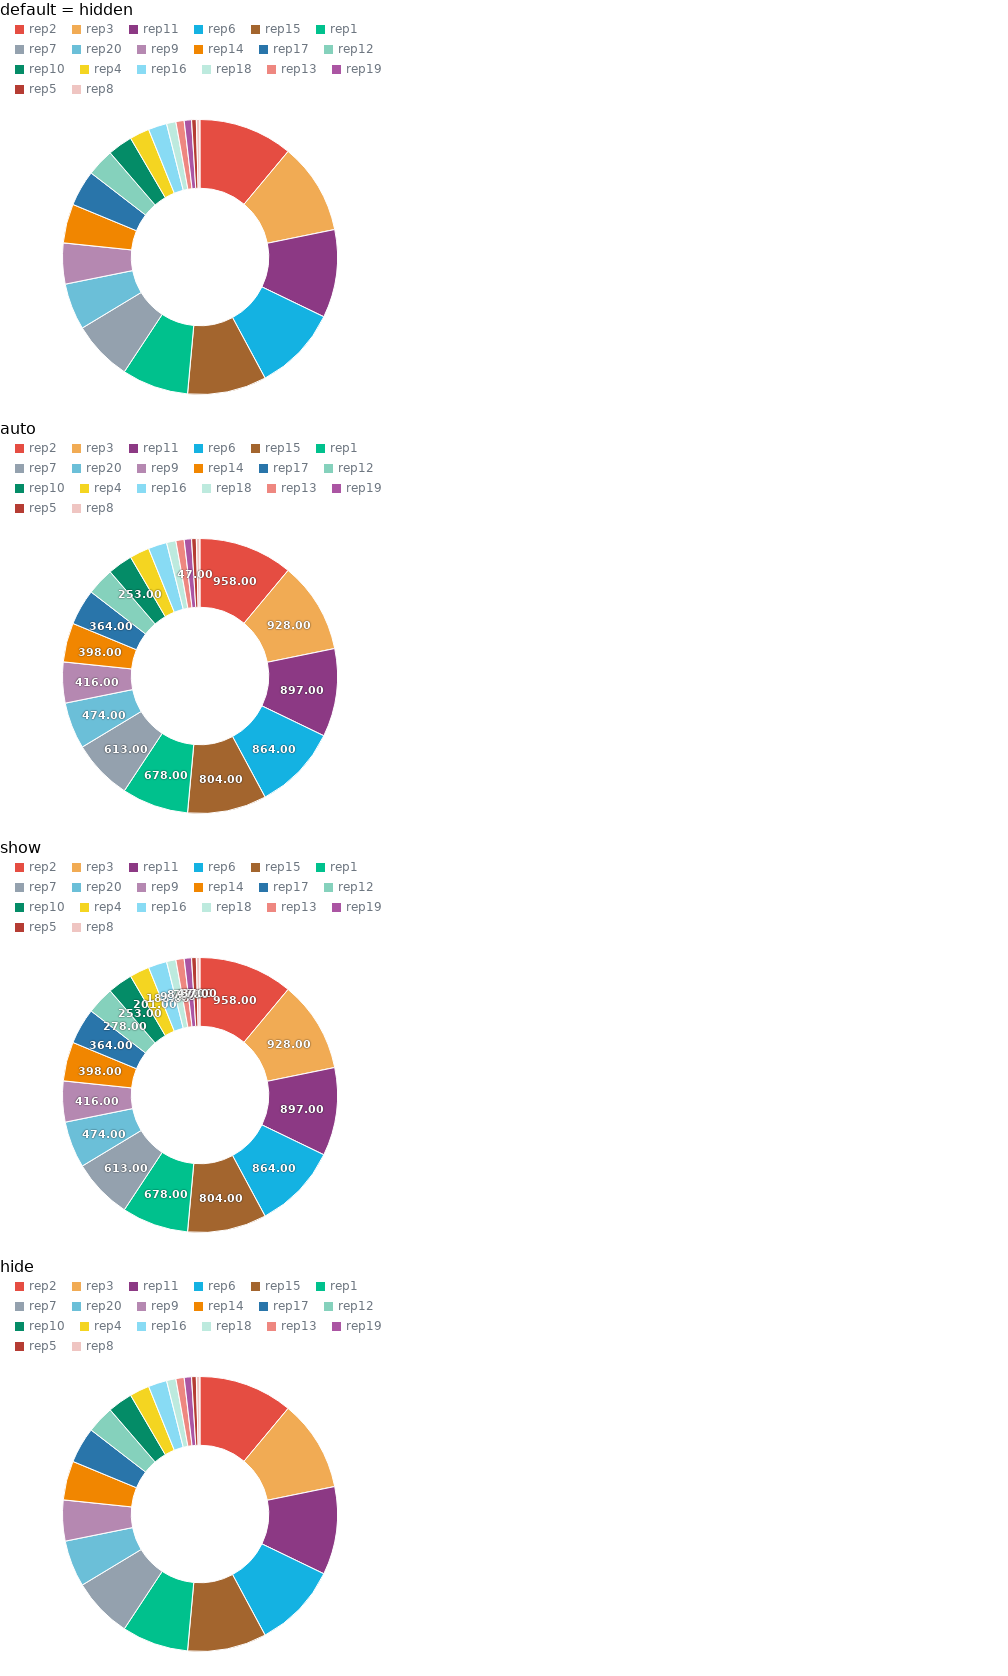 default = hidden
rep2 rep3 rep11 rep6 rep15 rep1
rep7 rep20 rep9 rep14 rep17 rep12
rep10 rep4 rep16 rep18 rep13 rep19
rep5 rep8
auto
rep2 rep3 rep11 rep6 rep15 rep1
rep7 rep20 rep9 rep14 rep17 rep12
rep10 rep4 rep16 rep18 rep13 rep19
rep5 rep8
47.00 958.00
253.00
364.00 928.00
398.00
416.00 897.00
474.00
613.00 864.00
678.00 804.00
show
rep2 rep3 rep11 rep6 rep15 rep1
rep7 rep20 rep9 rep14 rep17 rep12
rep10 rep4 rep16 rep18 rep13 rep19
rep5 rep8
958.00
201.00
253.00
278.00
364.00 928.00
398.00
416.00 897.00
474.00
613.00 864.00
678.00 804.00
hide
rep2 rep3 rep11 rep6 rep15 rep1
rep7 rep20 rep9 rep14 rep17 rep12
rep10 rep4 rep16 rep18 rep13 rep19
rep5 rep8